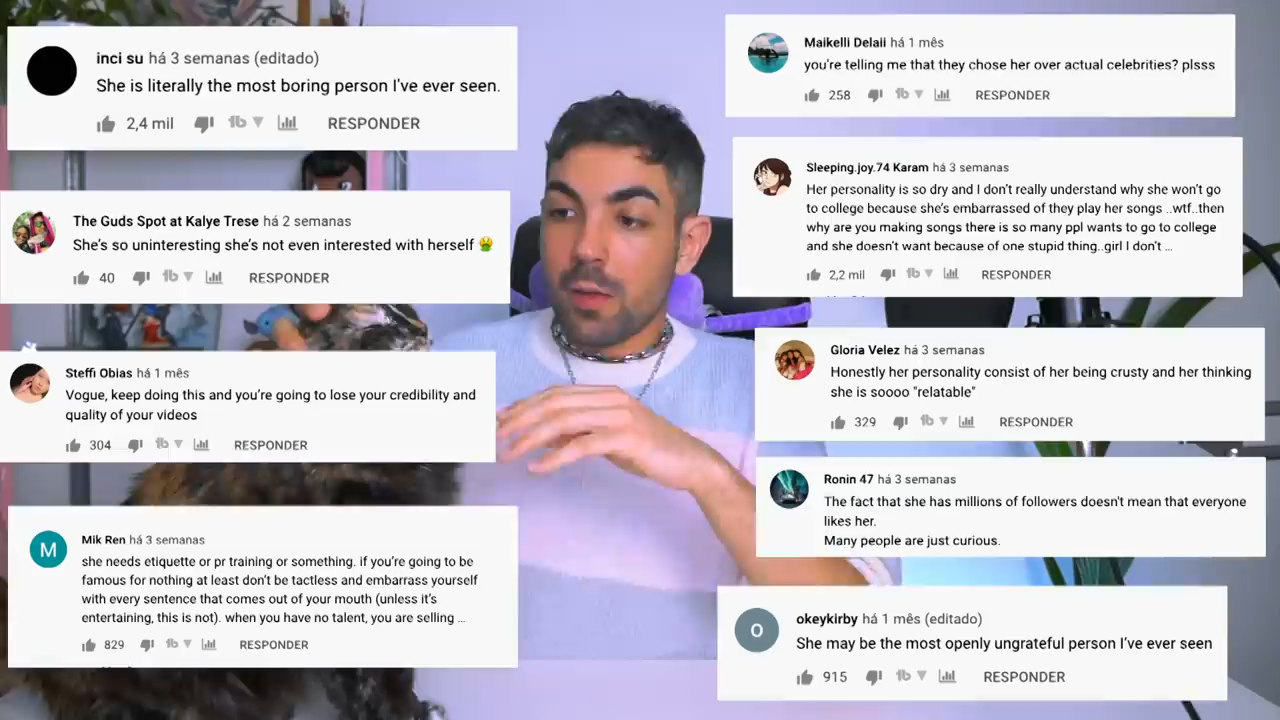 inci su há 3 semanas (editado)
She is literally the most boring person I've ever seen.
2,4 mil RESPONDER
The Guds Spot at Kalye Trese há 2 semanas
She's so uninteresting she's not even interested with herself 🤮
40 RESPONDER
Steffi Obias há 1 mês
Vogue, keep doing this and you're going to lose your credibility and
quality of your videos
304 RESPONDER
M
Mik Ren há 3 semanas
she needs etiquette or pr training or something. if you're going to be
famous for nothing at least don't be tactless and embarrass yourself
with every sentence that comes out of your mouth (unless it's
entertaining, this is not). when you have no talent, you are selling ...
829 RESPONDER
Maikelli Delaii há 1 mês
you're telling me that they chose her over actual celebrities? plsss
258 RESPONDER
Sleeping.joy.74 Karam há 3 semanas
Her personality is so dry and I don't really understand why she won't go
to college because she's embarrassed of they play her songs ..wtf..then
why are you making songs there is so many ppl wants to go to college
and she doesn't want because of one stupid thing..girl I don't ...
2,2 mil RESPONDER
Gloria Velez há 3 semanas
Honestly her personality consist of her being crusty and her thinking
she is soooo "relatable"
329 RESPONDER
Ronin 47 há 3 semanas
The fact that she has millions of followers doesn't mean that everyone
likes her.
Many people are just curious.
O
okeykirby há 1 mês (editado)
She may be the most openly ungrateful person I've ever seen
915 RESPONDER